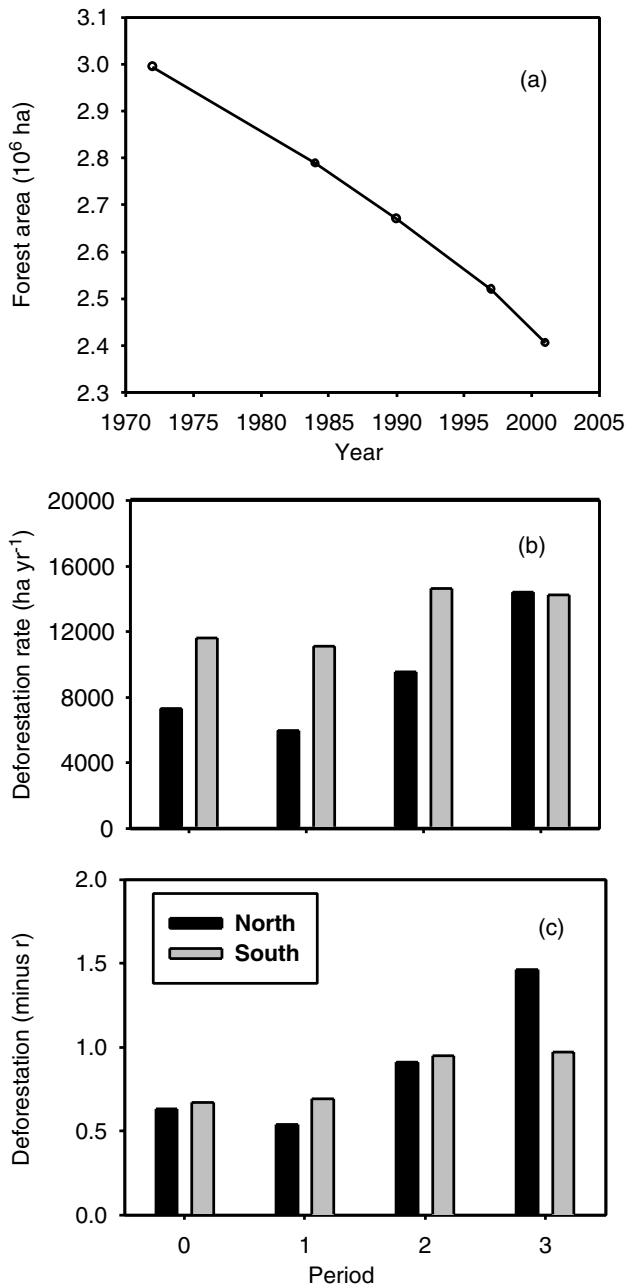 3.1
3.0
2.9
2.8
2.7
2.6
2.5
2.4
2.3
Forest area (10⁶ ha)
(a)
1970 1975 1980 1985 1990 1995 2000 2005
Year
20000
16000
12000
8000
4000
0
Deforestation rate (ha yr⁻¹)
(b)
2.0
1.5
1.0
0.5
0.0
Deforestation (minus r)
North
South
(c)
0 1 2 3
Period